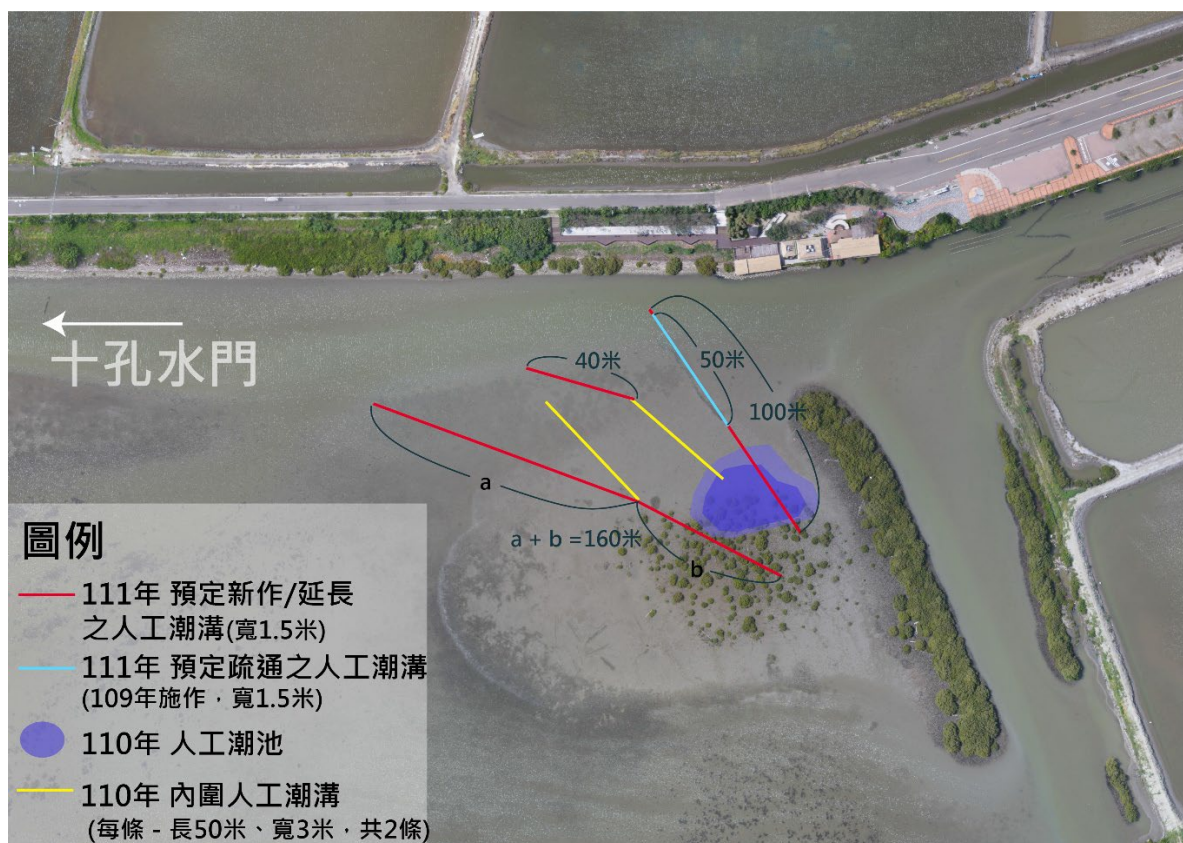 十孔水門
40米
50米
100米
a
a + b =160米
b
圖例
111年 預定新作/延長
之人工潮溝(寬1.5米)
111年 預定疏通之人工潮溝
(109年施作,寬1.5米)
110年 人工潮池
110年 內圍人工潮溝
(每條 - 長50米、寬3米,共2條)